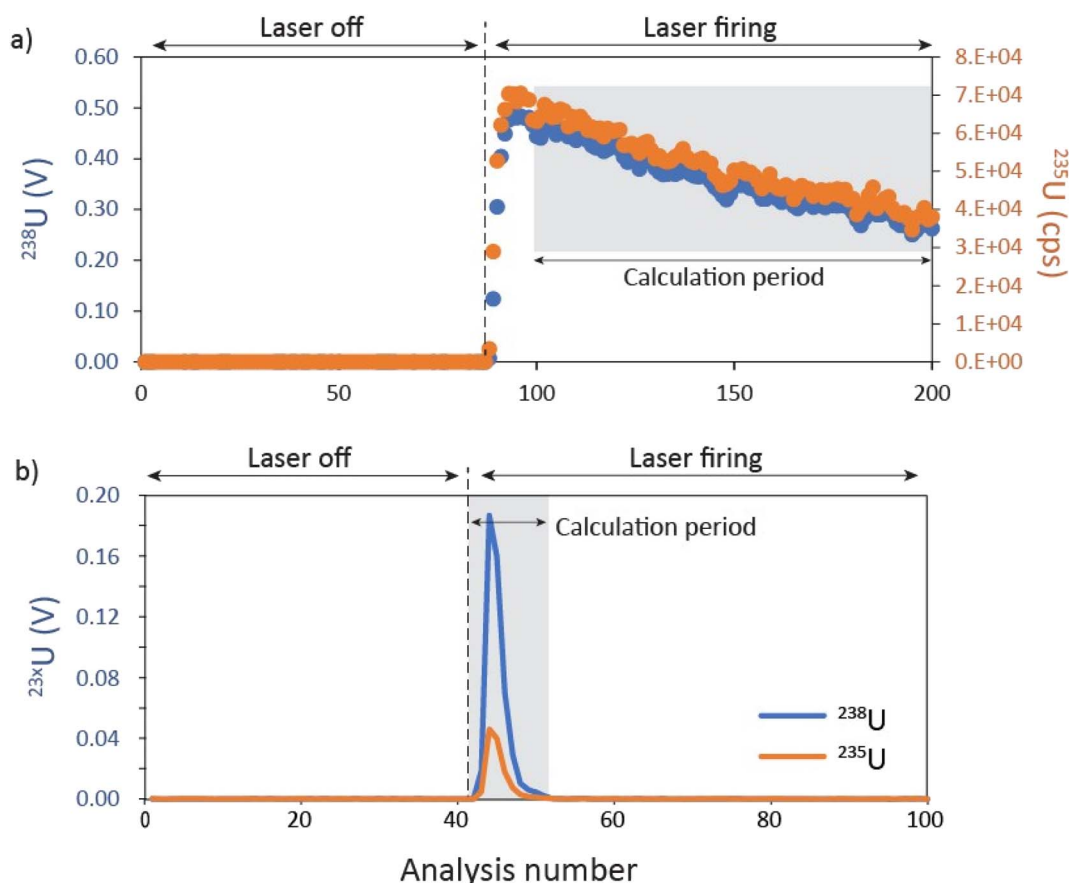 a)
Laser off
Laser firing
0.60
0.50
0.40
0.30
0.20
0.10
0.00
²³⁸U (V)
8.E+04
7.E+04
6.E+04
5.E+04
4.E+04
3.E+04
2.E+04
1.E+04
0.E+00
²³⁵U (cps)
Calculation period
0
50
100
150
200
b)
Laser off
Laser firing
0.20
0.16
0.12
0.08
0.04
0.00
²³ˣU (V)
Calculation period
²³⁸U
²³⁵U
0
20
40
60
80
100
Analysis number